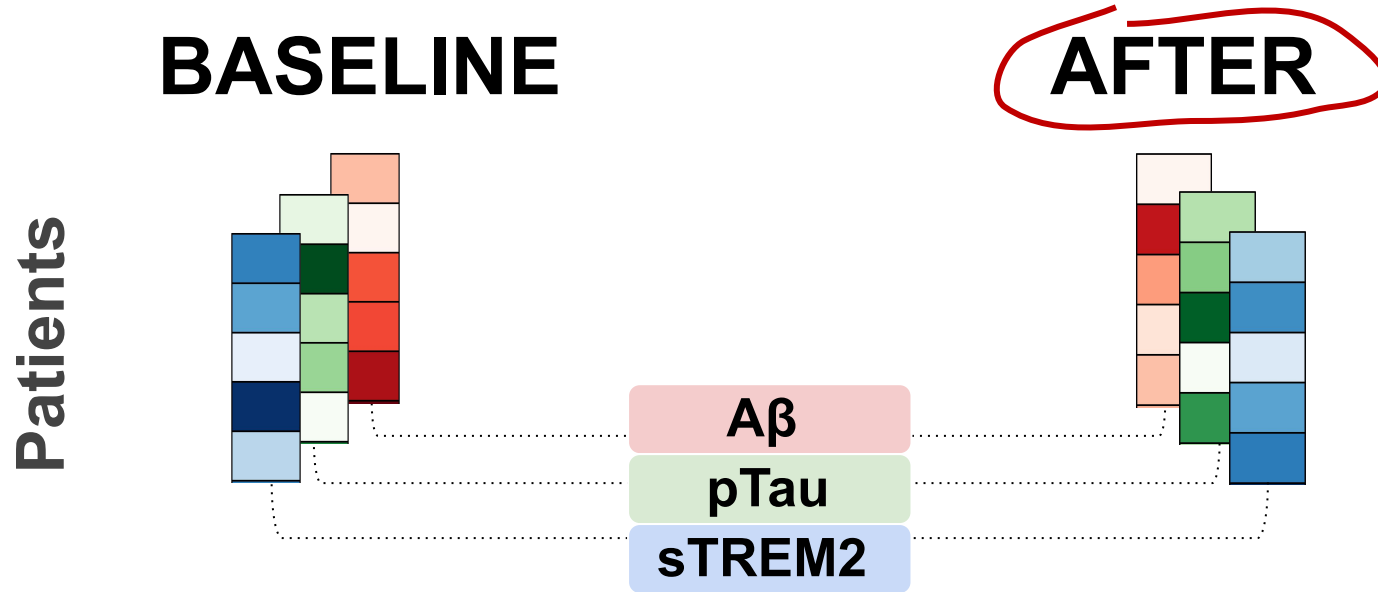 BASELINE
AFTER
Patients
Aβ
pTau
sTREM2